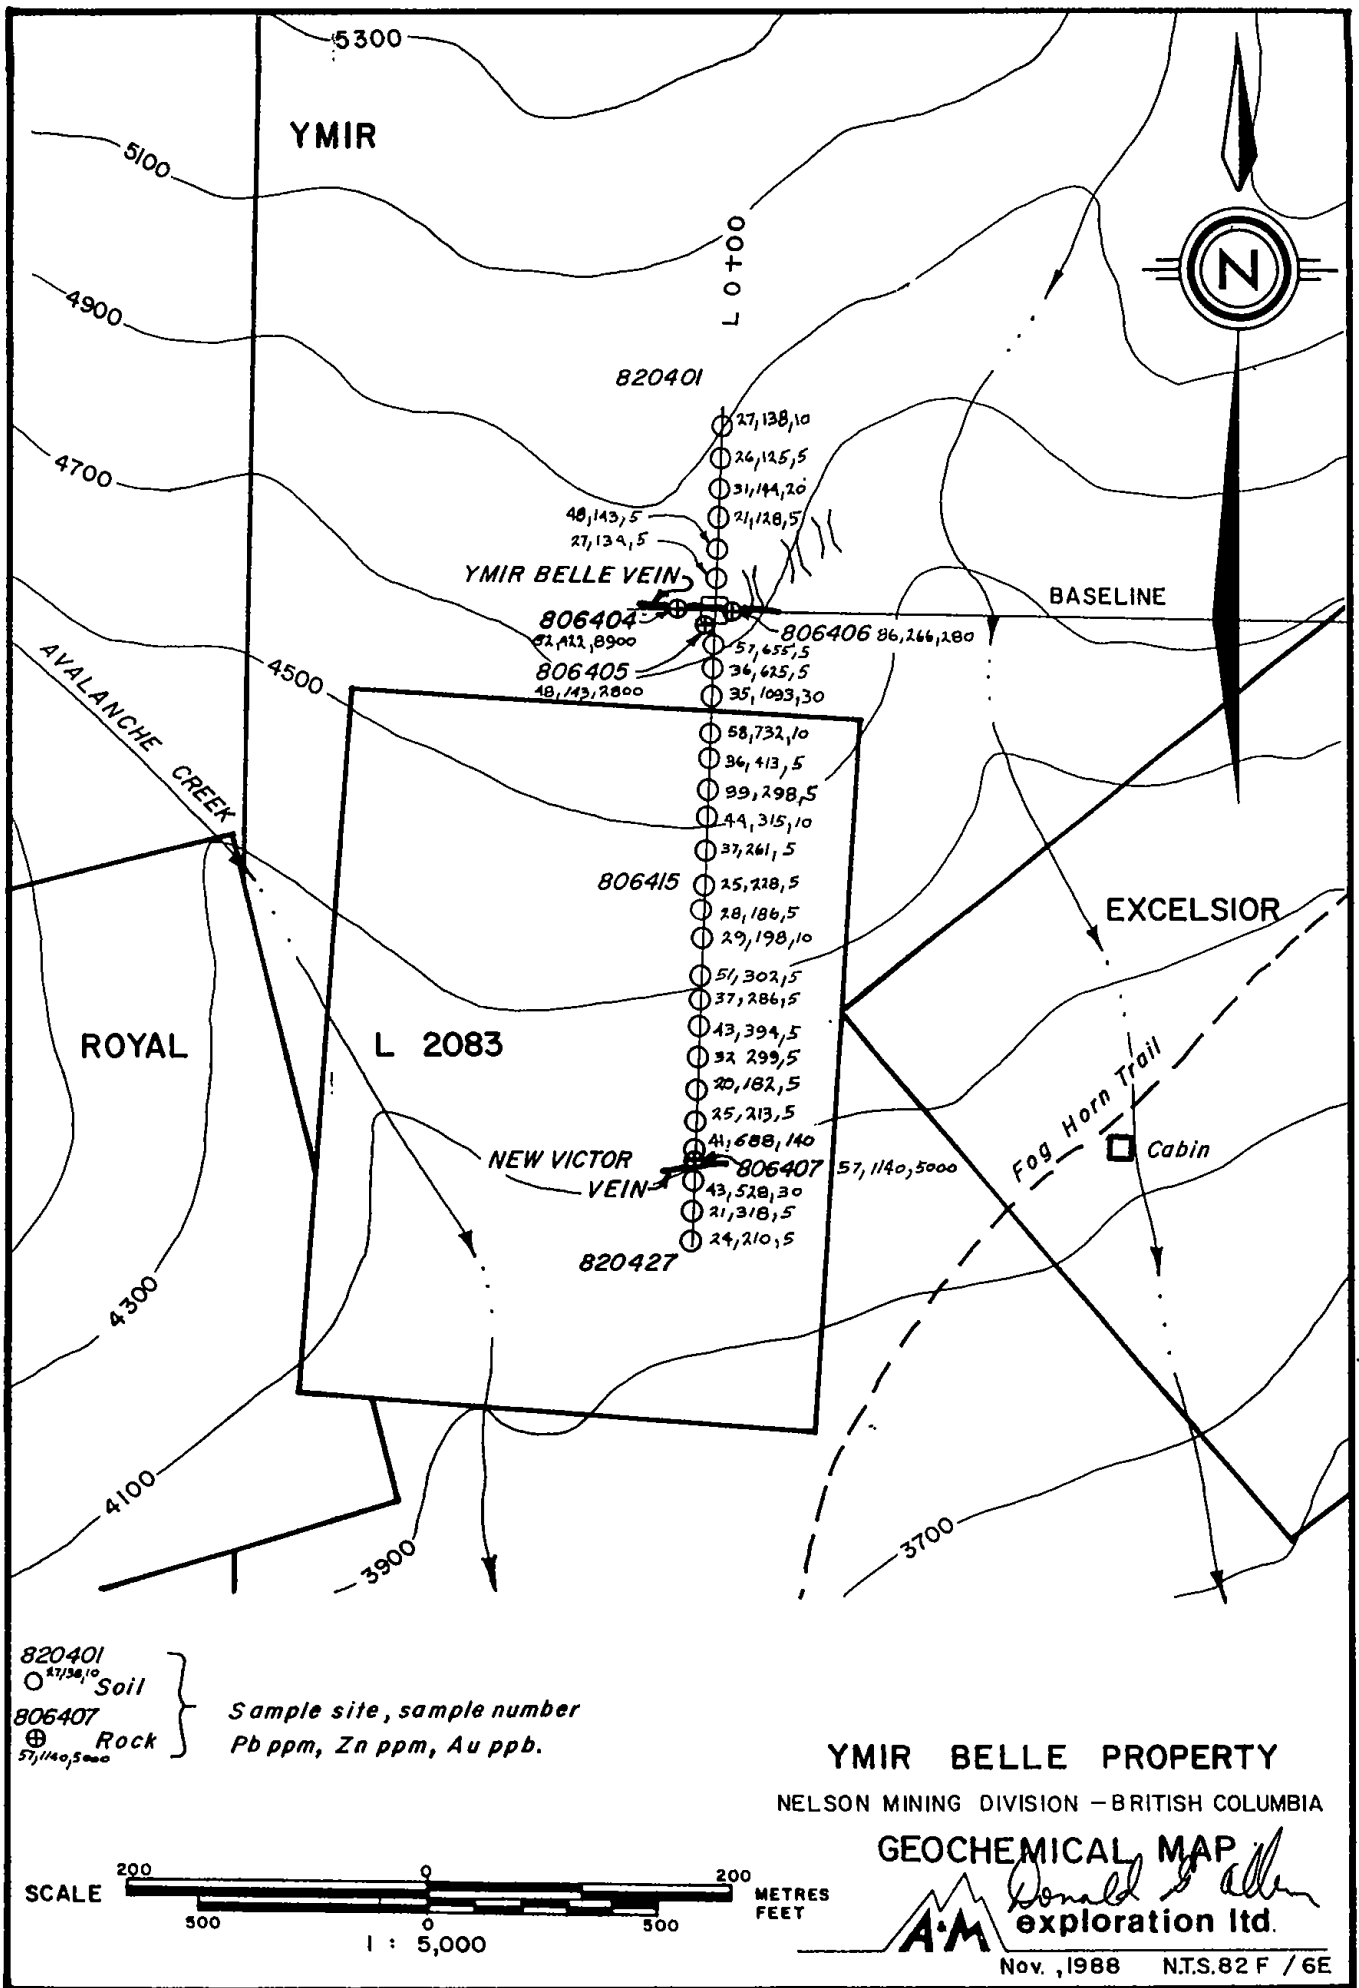 5300
YMIR
5100
L 0+00
N
4900
820401
27,138,10
4700
26,125,5
31,144,20
48,143,5
21,128,5
27,134,5
YMIR BELLE VEIN
BASELINE
806404
806406 86,266,280
57,655,5
AVALANCHE CREEK
4500
806405
36,625,5
48,143,2800
35,1093,30
58,732,10
36,413,5
99,298,5
44,315,10
37,261,5
806415
25,228,5
EXCELSIOR
28,186,5
29,198,10
51,302,5
37,286,5
ROYAL
L 2083
43,394,5
32 299,5
20,182,5
Fog Horn Trail
25,213,5
41,688,140
Cabin
NEW VICTOR
VEIN
806407 57,1140,5000
43,528,30
21,318,5
24,210,5
820427
4300
4100
3900
3700
820401
27,138,10
Soil
806407
Rock
57,1140,5000
Sample site, sample number
Pb ppm, Zn ppm, Au ppb.
YMIR BELLE PROPERTY
NELSON MINING DIVISION – BRITISH COLUMBIA
GEOCHEMICAL MAP
SCALE
200 0 200
METRES
FEET
500 0 500
1 : 5,000
A·M
exploration ltd.
Nov. ,1988 N.T.S. 82 F / 6E